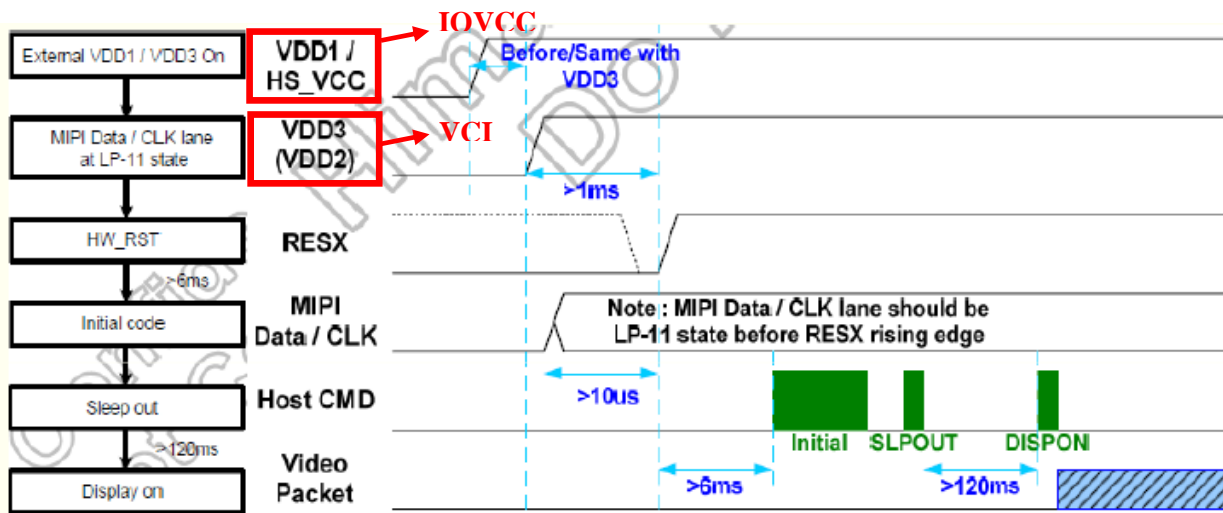 IOVCC
External VDD1 / VDD3 On
VDD1 /
HS_VCC
Before/Same with
VDD3
MIPI Data / CLK lane
at LP-11 state
VDD3
(VDD2)
VCI
>1ms
HW_RST
RESX
>6ms
Initial code
MIPI
Data / CLK
Note : MIPI Data / CLK lane should be
LP-11 state before RESX rising edge
Sleep out
Host CMD
>10us
Initial
SLPOUT
DISPON
>120ms
Display on
Video
Packet
>6ms
>120ms